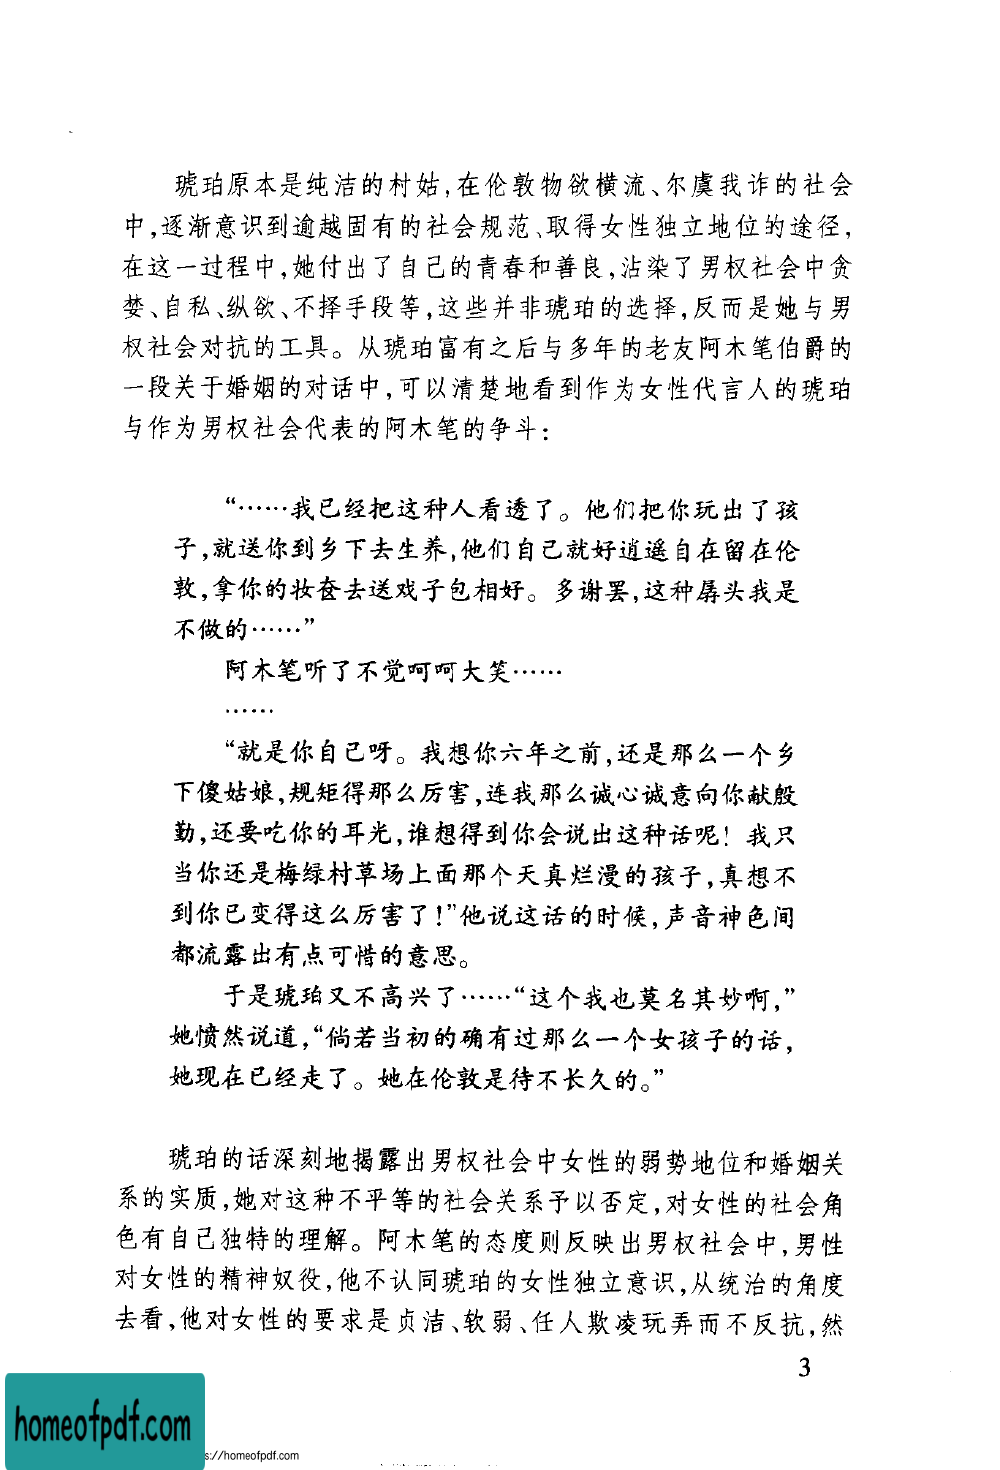 琥珀原本是纯洁的村姑,在伦敦物欲横流、尔虞我诈的社会
中,逐渐意识到逾越固有的社会规范、取得女性独立地位的途径,
在这一过程中,她付出了自己的青春和善良,沾染了男权社会中贪
婪、自私、纵欲、不择手段等,这些并非琥珀的选择,反而是她与男
权社会对抗的工具。从琥珀富有之后与多年的老友阿木笔伯爵的
一段关于婚姻的对话中,可以清楚地看到作为女性代言人的琥珀
与作为男权社会代表的阿木笔的争斗:
“……我已经把这种人看透了。他们把你玩出了孩
子,就送你到乡下去生养,他们自己就好逍遥自在留在伦
敦,拿你的妆奁去送戏子包相好。多谢罢,这种孱头我是
不做的……”
阿木笔听了不觉呵呵大笑……
……
“就是你自己呀。我想你六年之前,还是那么一个乡
下傻姑娘,规矩得那么厉害,连我那么诚心诚意向你献殷
勤,还要吃你的耳光,谁想得到你会说出这种话呢!我只
当你还是梅绿村草场上面那个天真烂漫的孩子,真想不
到你已变得这么厉害了!”他说这话的时候,声音神色间
都流露出有点可惜的意思。
于是琥珀又不高兴了……“这个我也莫名其妙啊,”
她愤然说道,“倘若当初的确有过那么一个女孩子的话,
她现在已经走了。她在伦敦是待不长久的。”
琥珀的话深刻地揭露出男权社会中女性的弱势地位和婚姻关
系的实质,她对这种不平等的社会关系予以否定,对女性的社会角
色有自己独特的理解。阿木笔的态度则反映出男权社会中,男性
对女性的精神奴役,他不认同琥珀的女性独立意识,从统治的角度
去看,他对女性的要求是贞洁、软弱、任人欺凌玩弄而不反抗,然
3
homeofpdf.com
s://homeofpdf.com